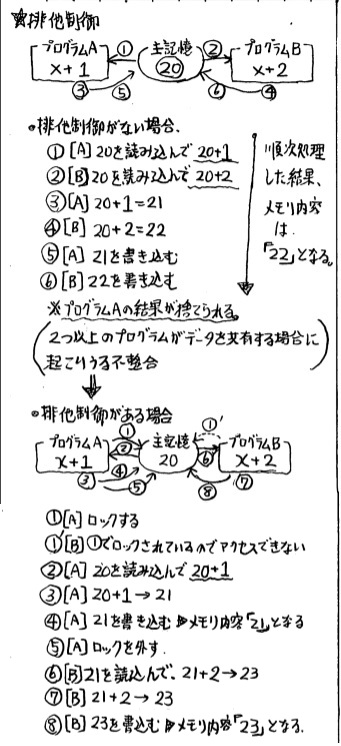 ☆排他制御
プログラムA ① 主記憶 ② プログラムB
x+1 20 x+2
③ ⑤ ⑥ ④
•排他制御がない場合、
①[A] 20を読み込んで 20+1
②[B] 20を読み込んで 20+2
③[A] 20+1=21
④[B] 20+2=22
⑤[A] 21を書き込む
⑥[B] 22を書き込む
順次処理
した結果、
メモリ内容
は
「22」となる。
※プログラムAの結果が捨てられる。
(2つ以上のプログラムがデータを共有する場合に
起こりうる不整合)
•排他制御がある場合
プログラムA ① 主記憶 ①' プログラムB
x+1 ② 20 ⑥ x+2
③ ④ ⑤ ⑧ ⑦
①[A] ロックする
①'[B] ①でロックされているのでアクセスできない
②[A] 20を読み込んで 20+1
③[A] 20+1→21
④[A] 21を書き込む メモリ内容「21」となる
⑤[A] ロックを外す.
⑥[B] 21を読込んで、21+2→23
⑦[B] 21+2→23
⑧[B] 23を書込む メモリ内容「23」となる.